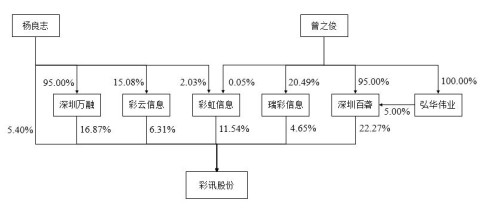 杨良志
曾之俊
95.00%
15.08%
2.03%
0.05%
20.49%
95.00%
100.00%
深圳万融
彩云信息
彩虹信息
瑞彩信息
深圳百砻
弘华伟业
5.00%
5.40%
16.87%
6.31%
11.54%
4.65%
22.27%
彩讯股份